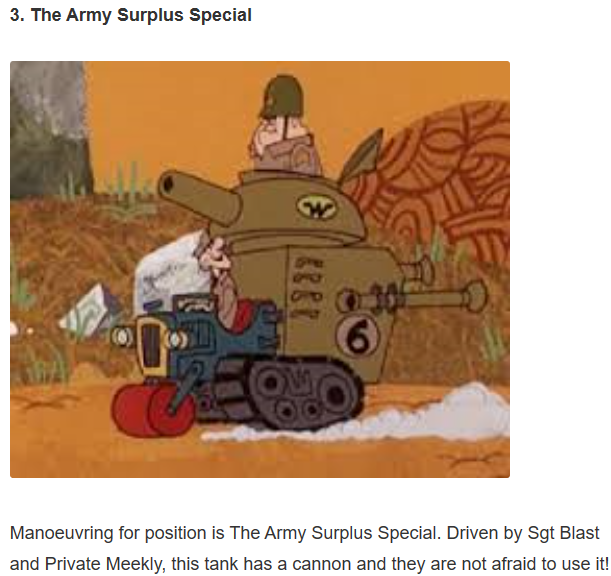 3. The Army Surplus Special
W
6
Manoeuvring for position is The Army Surplus Special. Driven by Sgt Blast
and Private Meekly, this tank has a cannon and they are not afraid to use it!